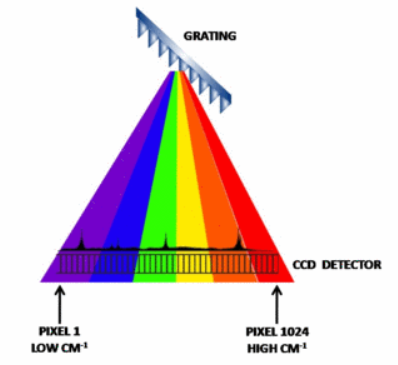 GRATING
CCD DETECTOR
PIXEL 1
LOW CM⁻¹
PIXEL 1024
HIGH CM⁻¹